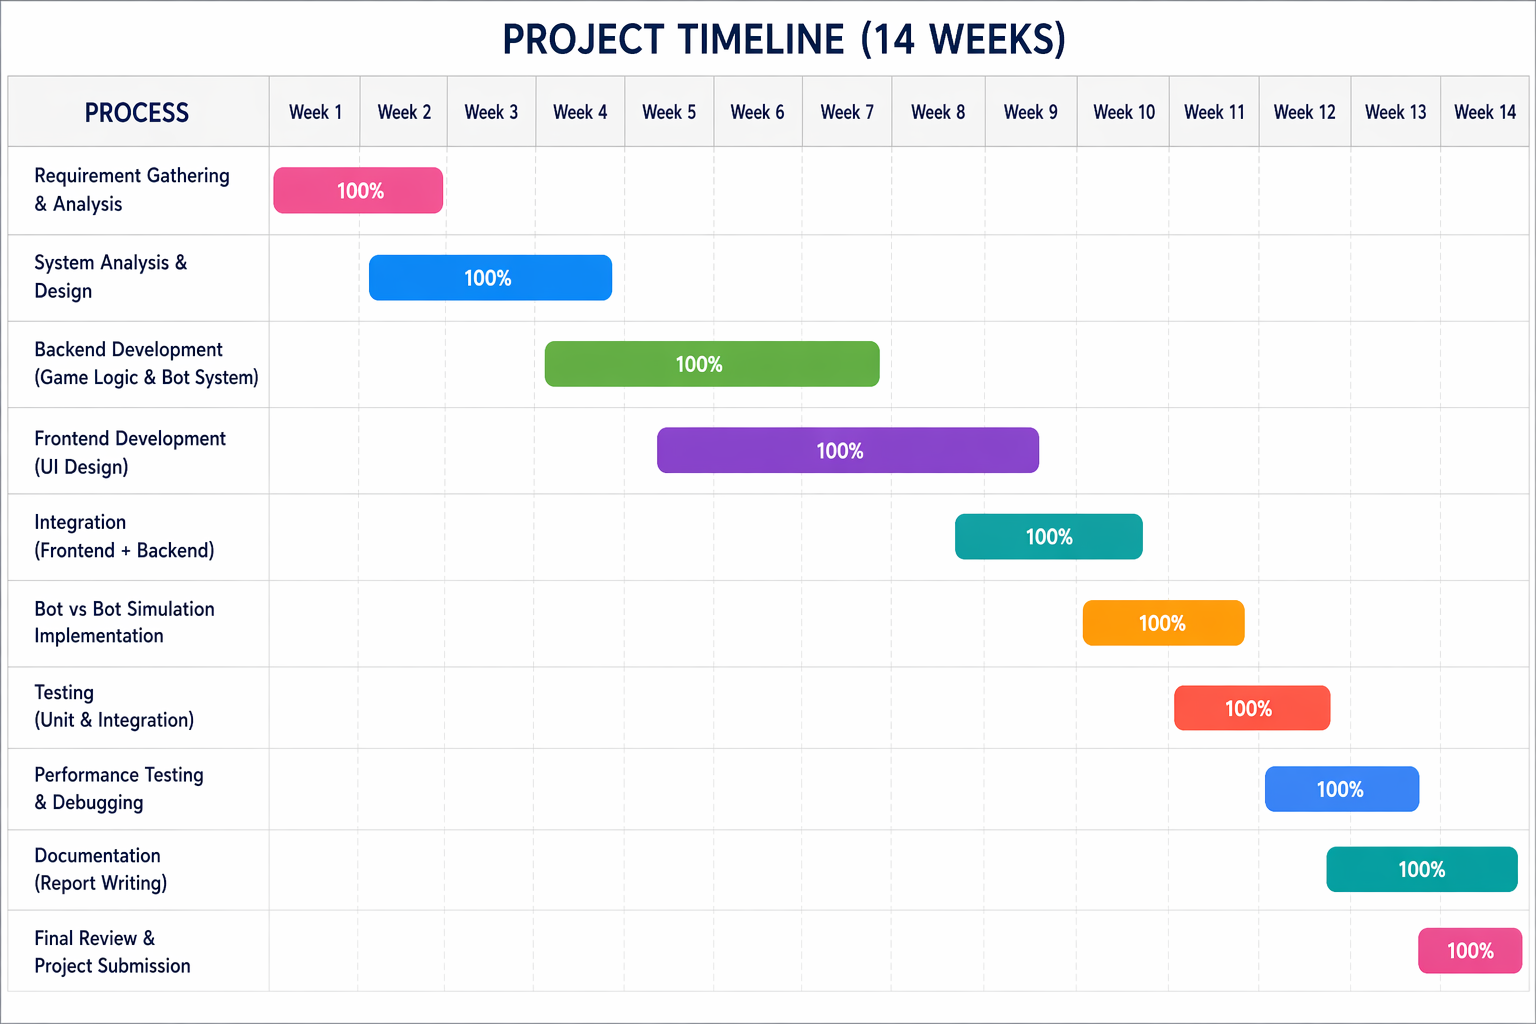 PROJECT TIMELINE (14 WEEKS)
PROCESS Week 1 Week 2 Week 3 Week 4 Week 5 Week 6 Week 7 Week 8 Week 9 Week 10 Week 11 Week 12 Week 13 Week 14
Requirement Gathering
& Analysis
100%
System Analysis &
Design
100%
Backend Development
(Game Logic & Bot System)
100%
Frontend Development
(UI Design)
100%
Integration
(Frontend + Backend)
100%
Bot vs Bot Simulation
Implementation
100%
Testing
(Unit & Integration)
100%
Performance Testing
& Debugging
100%
Documentation
(Report Writing)
100%
Final Review &
Project Submission
100%